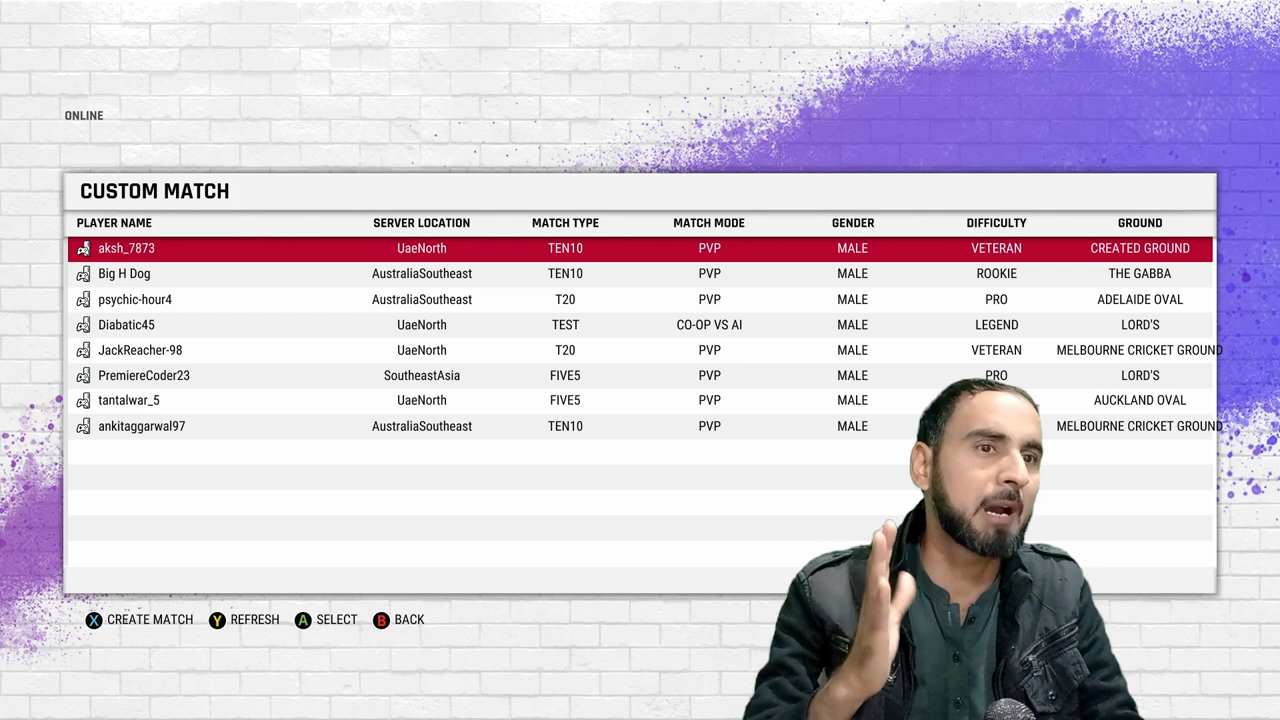 ONLINE
CUSTOM MATCH
PLAYER NAME SERVER LOCATION MATCH TYPE MATCH MODE GENDER DIFFICULTY GROUND
aksh_7873 UaeNorth TEN10 PVP MALE VETERAN CREATED GROUND
Big H Dog AustraliaSoutheast TEN10 PVP MALE ROOKIE THE GABBA
psychic-hour4 AustraliaSoutheast T20 PVP MALE PRO ADELAIDE OVAL
Diabatic45 UaeNorth TEST CO-OP VS AI MALE LEGEND LORD'S
JackReacher-98 UaeNorth T20 PVP MALE VETERAN MELBOURNE CRICKET GROUND
PremiereCoder23 SoutheastAsia FIVE5 PVP MALE PRO LORD'S
tantalwar_5 UaeNorth FIVE5 PVP MALE AUCKLAND OVAL
ankitaggarwal97 AustraliaSoutheast TEN10 PVP MALE MELBOURNE CRICKET GROUND
X CREATE MATCH Y REFRESH A SELECT B BACK